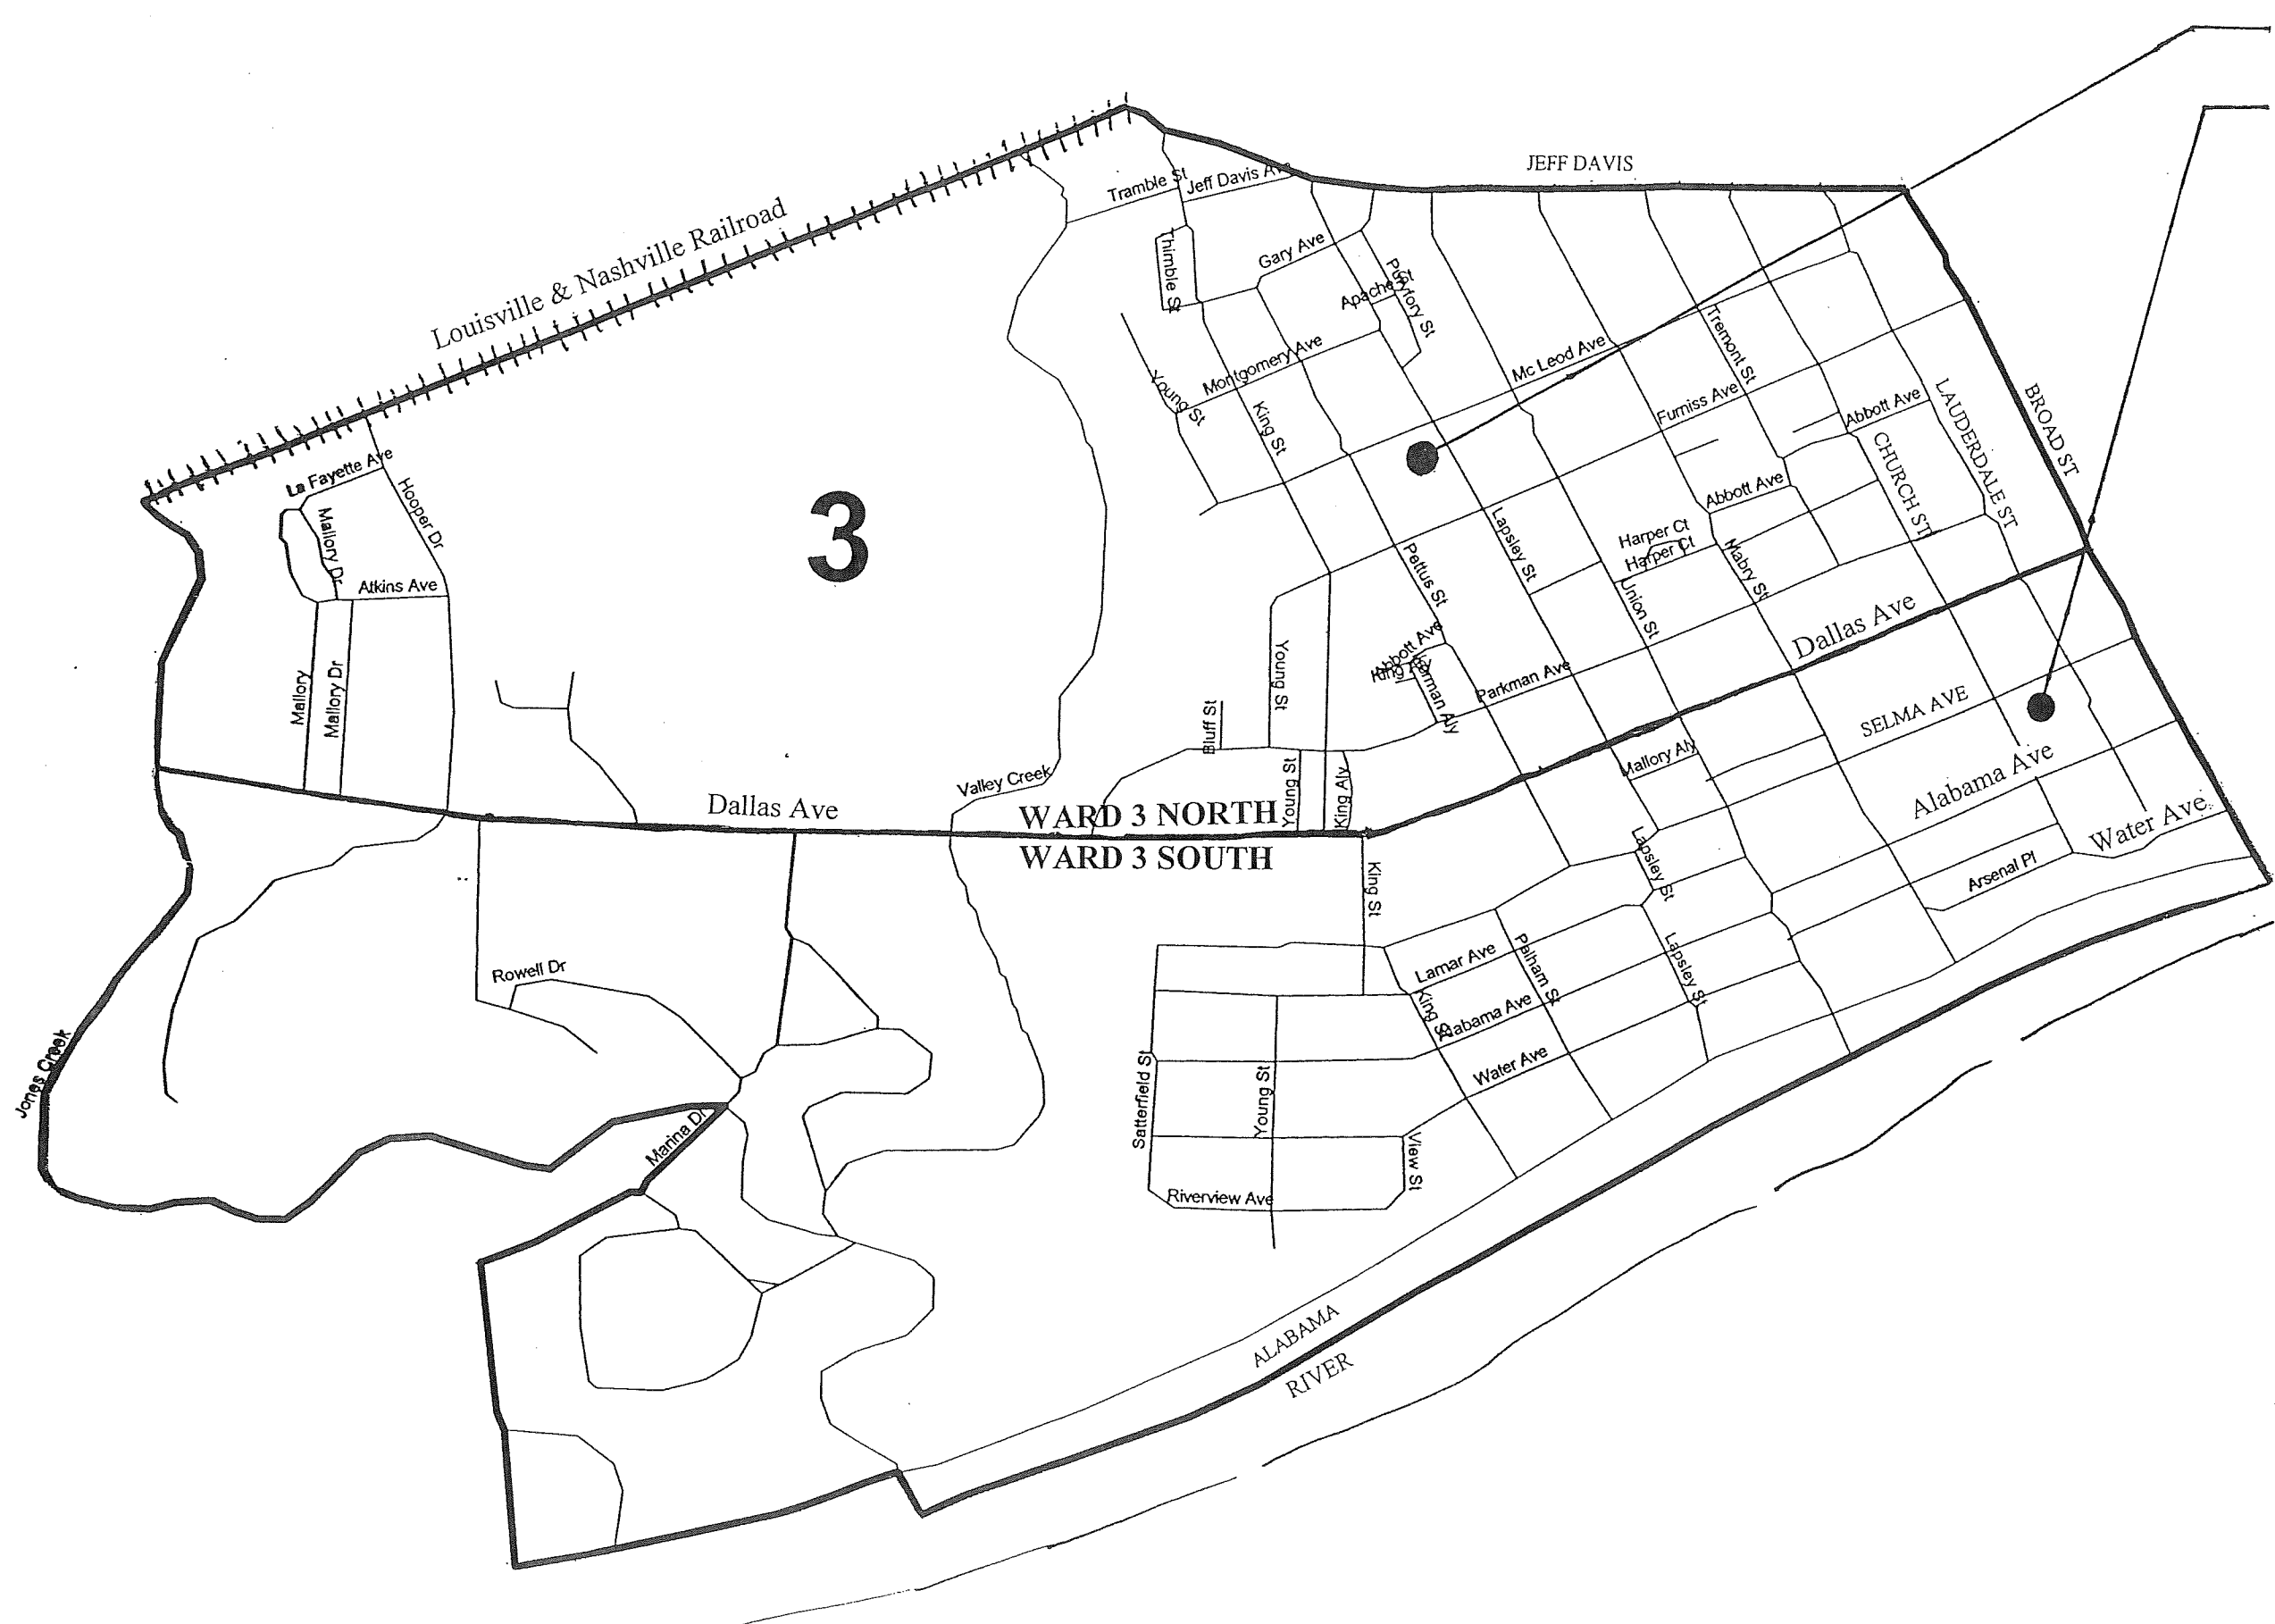 JEFF DAVIS
Tramble St
Jeff Davis Ave
Louisville & Nashville Railroad
Thimble St
Gary Ave
Apache St
Montgomery Ave
Young St
King St
Mc Leod Ave
Tremont St
Furniss Ave
Abbott Ave
LAUDERDALE ST
BROAD ST
CHURCH ST
La Fayette Ave
Hooper Dr
Mallory Dr
Atkins Ave
3
Abbott Ave
Lapsley St
Harper Ct
Harper Ct
Mabry St
Pettus St
Union St
Dallas Ave
Abbott Ave
King Aly
Parkman Ave
Young St
Mallory
Mallory Dr
Bluff St
SELMA AVE
Mallory Aly
Alabama Ave
Valley Creek
Young St
King Aly
Dallas Ave
WARD 3 NORTH
WARD 3 SOUTH
Water Ave
Lapsley St
Arsenal Pl
King St
Rowell Dr
Lamar Ave
Pelham St
Lapsley St
King St
Alabama Ave
Water Ave
Jones Creek
Satterfield St
Young St
Marina Dr
View St
Riverview Ave
ALABAMA
RIVER